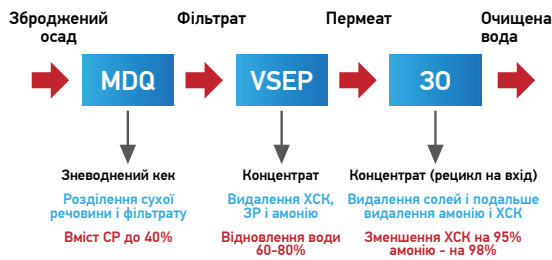 Зброджений
осад
Фільтрат
Пермеат
Очищена
вода
MDQ
VSEP
ЗО
Зневоднений кек
Розділення сухої
речовини і фільтрату
Вміст СР до 40%
Концентрат
Видалення ХСК,
ЗР і амонію
Відновлення води
60-80%
Концентрат (рецикл на вхід)
Видалення солей і подальше
видалення амонію і ХСК
Зменшення ХСК на 95%
амонію - на 98%